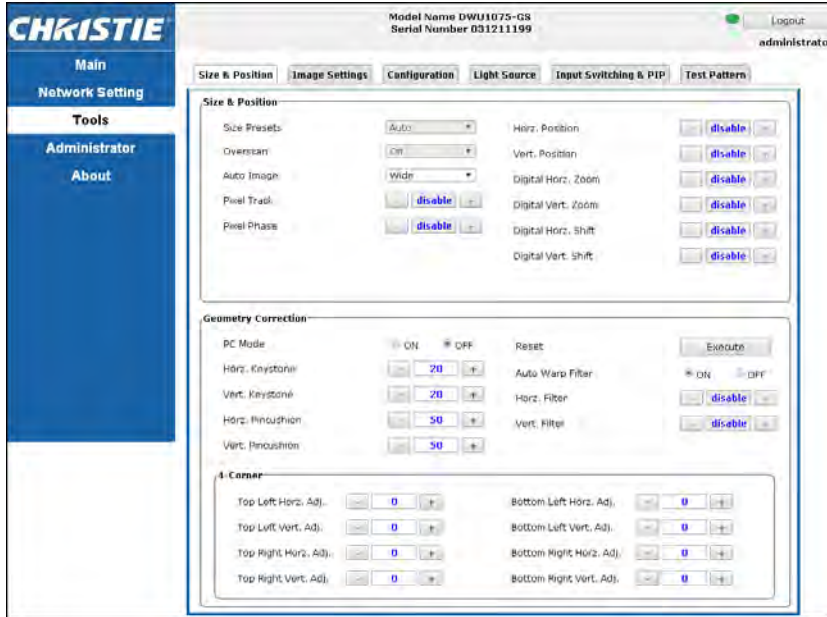 CHRISTIE
Model Name DWU1075-GS
Serial Number 031211199
Logout
administrato
Main
Network Setting
Tools
Administrator
About
Size & Position
Image Settings
Configuration
Light Source
Input Switching & PIP
Test Pattern
Size & Position
Size Presets Auto
Overscan On
Auto Image Wide
Pixel Track - disable +
Pixel Phase - disable +
Horz. Position - disable +
Vert. Position - disable +
Digital Horz. Zoom - disable +
Digital Vert. Zoom - disable +
Digital Horz. Shift - disable +
Digital Vert. Shift - disable +
Geometry Correction
PC Mode ON OFF
Horz. Keystone - 20 +
Vert. Keystone - 20 +
Horz. Pincushion - 50 +
Vert. Pincushion - 50 +
Reset Execute
Auto Warp Filter ON OFF
Horz. Filter - disable +
Vert. Filter - disable +
4-Corner
Top Left Horz. Adj. - 0 +
Top Left Vert. Adj. - 0 +
Top Right Horz. Adj. - 0 +
Top Right Vert. Adj. - 0 +
Bottom Left Horz. Adj. - 0 +
Bottom Left Vert. Adj. - 0 +
Bottom Right Horz. Adj. - 0 +
Bottom Right Vert. Adj. - 0 +